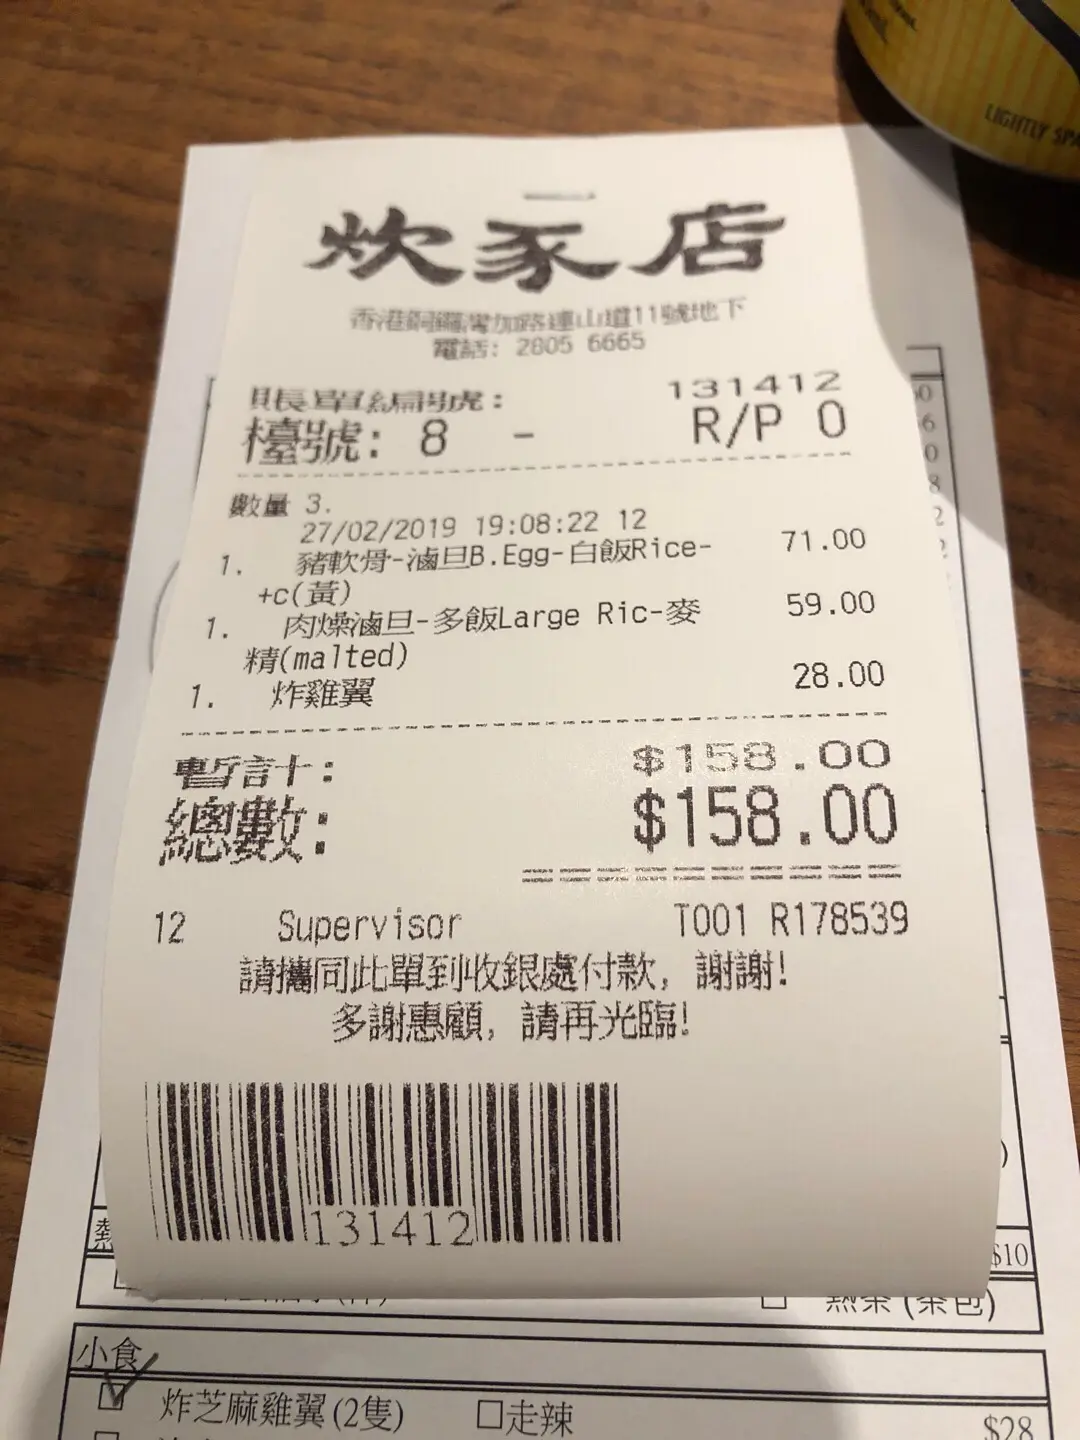 炊家店
香港銅鑼灣加路連山道11號地下
電話: 2805 6665
賬單編號: 131412
檯號: 8 - R/P 0
數量 3.
27/02/2019 19:08:22 12
1. 豬軟骨-滷旦B.Egg-白飯Rice- 71.00
+c(黃)
1. 肉燥滷旦-多飯Large Ric-麥 59.00
精(malted)
1. 炸雞翼 28.00
暫計: $158.00
總數: $158.00
12 Supervisor T001 R178539
請攜同此單到收銀處付款, 謝謝!
多謝惠顧, 請再光臨!
131412
$10
熱茶 (茶包)
小食
炸芝麻雞翼 (2隻) 走辣 $28
LIGHTLY